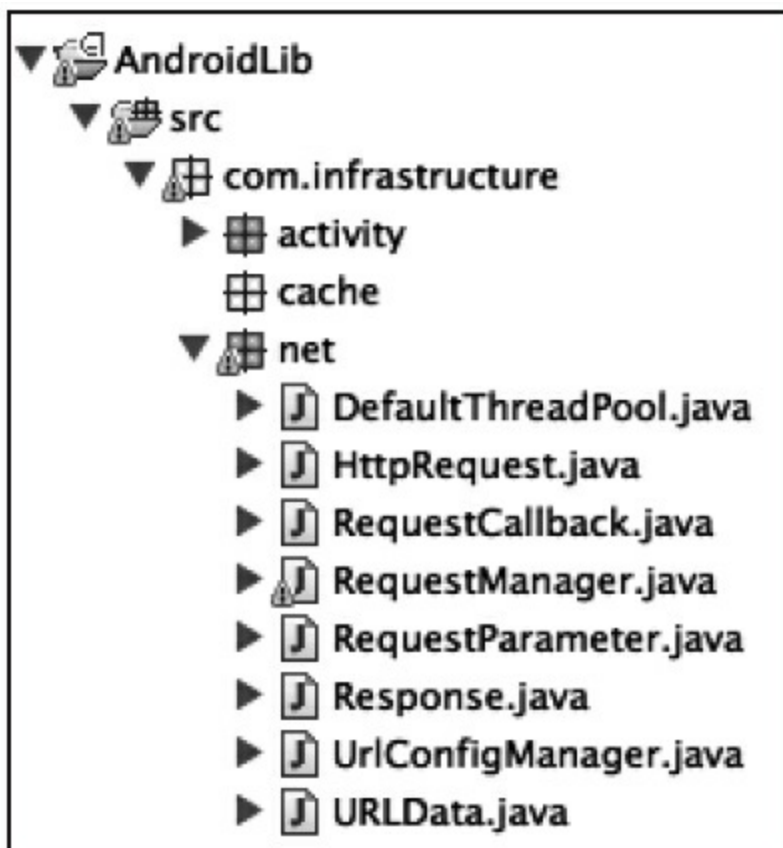 AndroidLib
src
com.infrastructure
activity
cache
net
DefaultThreadPool.java
HttpRequest.java
RequestCallback.java
RequestManager.java
RequestParameter.java
Response.java
UrlConfigManager.java
URLData.java